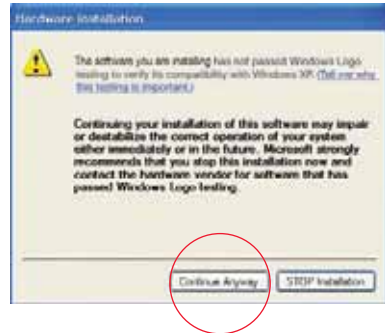 Hardware Installation
The software you are installing has not passed Windows Logo
testing to verify its compatibility with Windows XP. (Tell me why
this testing is important.)
Continuing your installation of this software may impair
or destabilize the correct operation of your system
either immediately or in the future. Microsoft strongly
recommends that you stop this installation now and
contact the hardware vendor for software that has
passed Windows Logo testing.
Continue Anyway
STOP Installation